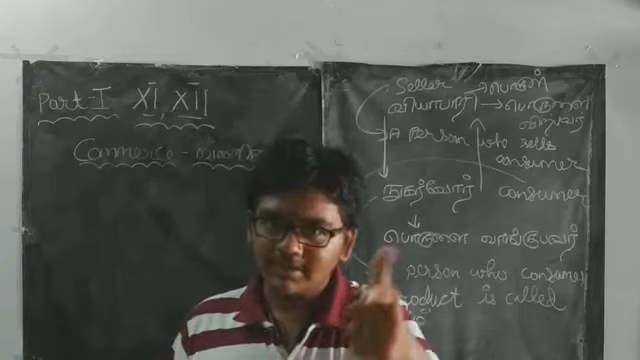 Part I XI, XII
Commerce - வணிக
Seller → பொருள்
வியாபாரி → பொருளை
விற்பவர்
A Person who sells
consumer
நுகர்வோர் consumer
பொருளை வாங்குபவர்
person who consumes
product is called